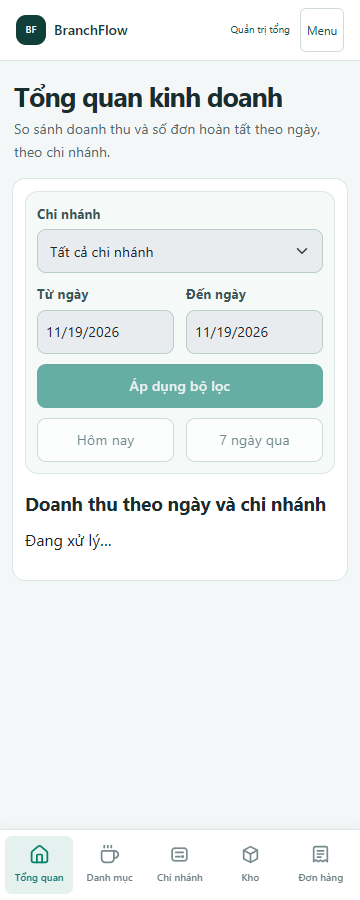 BF
BranchFlow
Quản trị tổng
Menu
Tổng quan kinh doanh
So sánh doanh thu và số đơn hoàn tất theo ngày,
theo chi nhánh.
Chi nhánh
Tất cả chi nhánh
Từ ngày
Đến ngày
11/19/2026
11/19/2026
Áp dụng bộ lọc
Hôm nay
7 ngày qua
Doanh thu theo ngày và chi nhánh
Đang xử lý...
Tổng quan
Danh mục
Chi nhánh
Kho
Đơn hàng